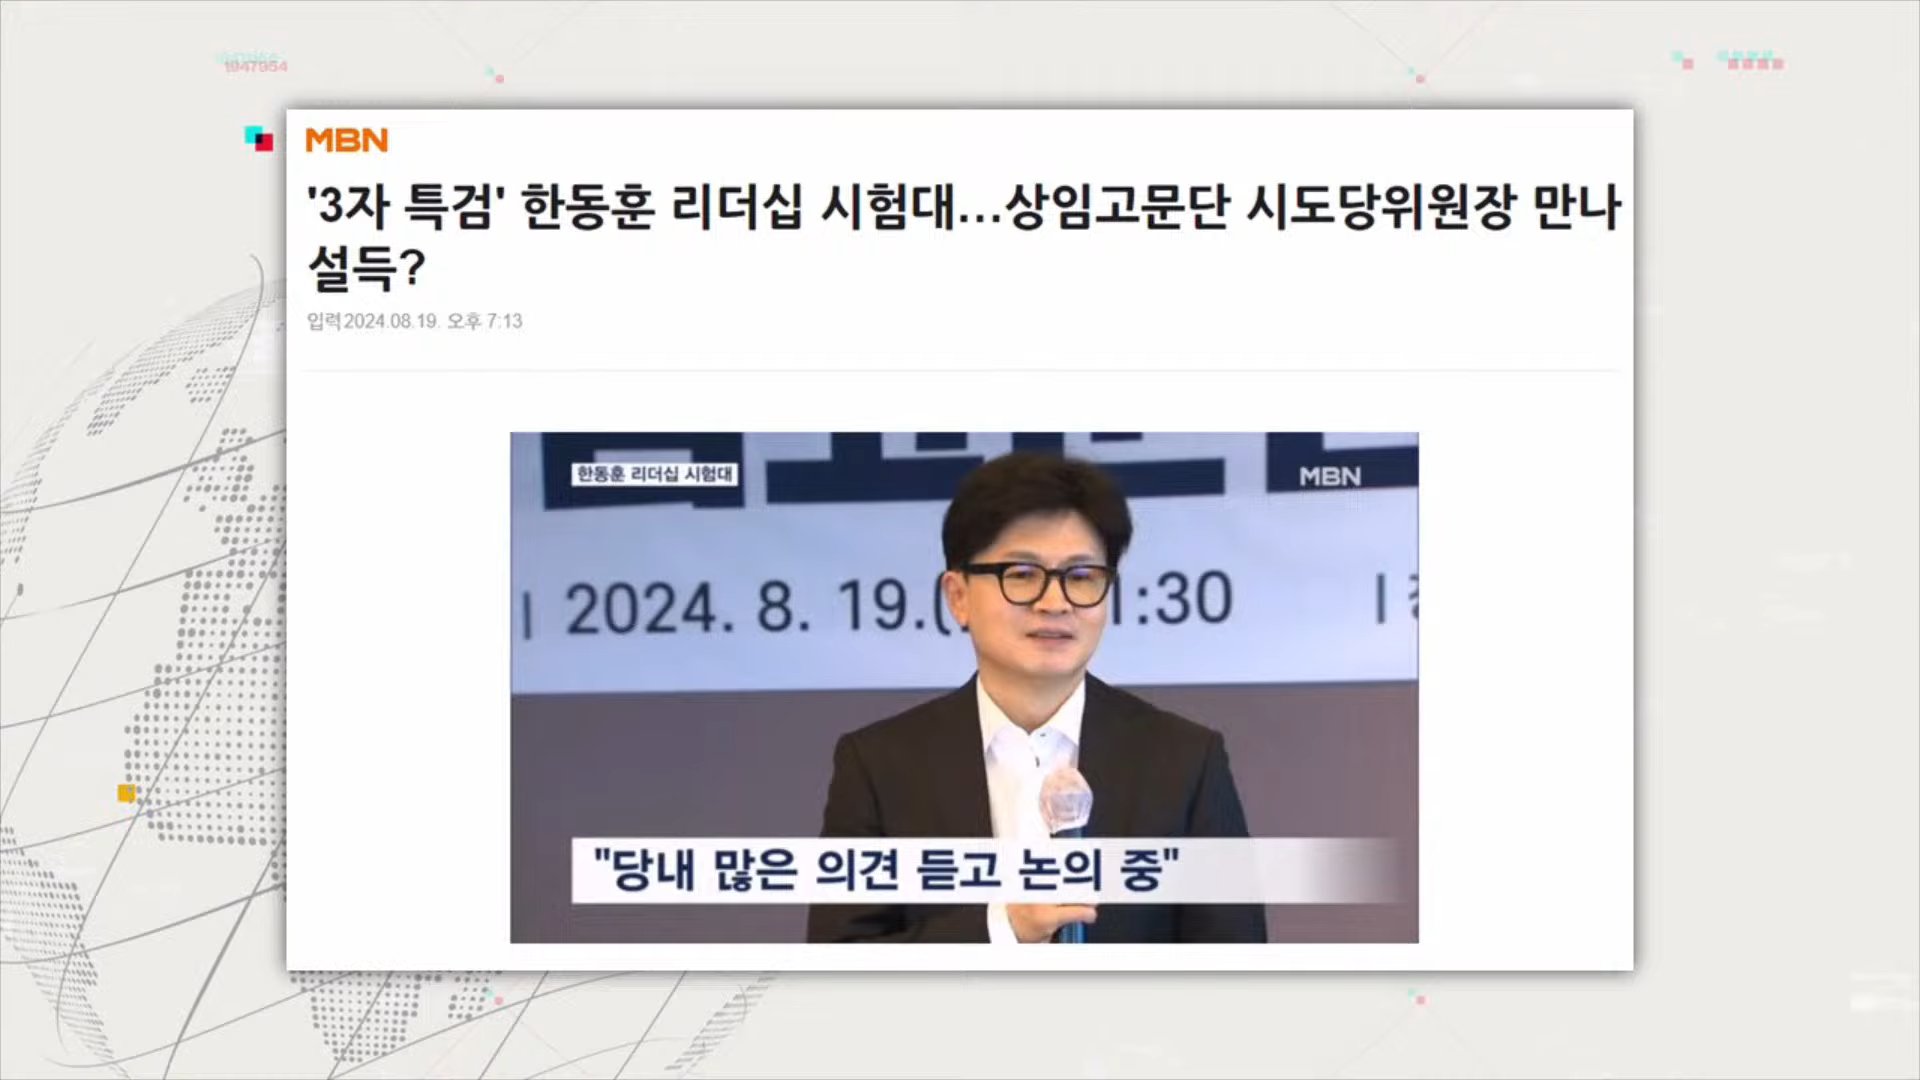 1947954
MBN
'3자 특검' 한동훈 리더십 시험대…상임고문단 시도당위원장 만나
설득?
입력2024.08.19. 오후 7:13
한동훈 리더십 시험대
MBN
2024. 8. 19.( 1:30
"당내 많은 의견 듣고 논의 중"